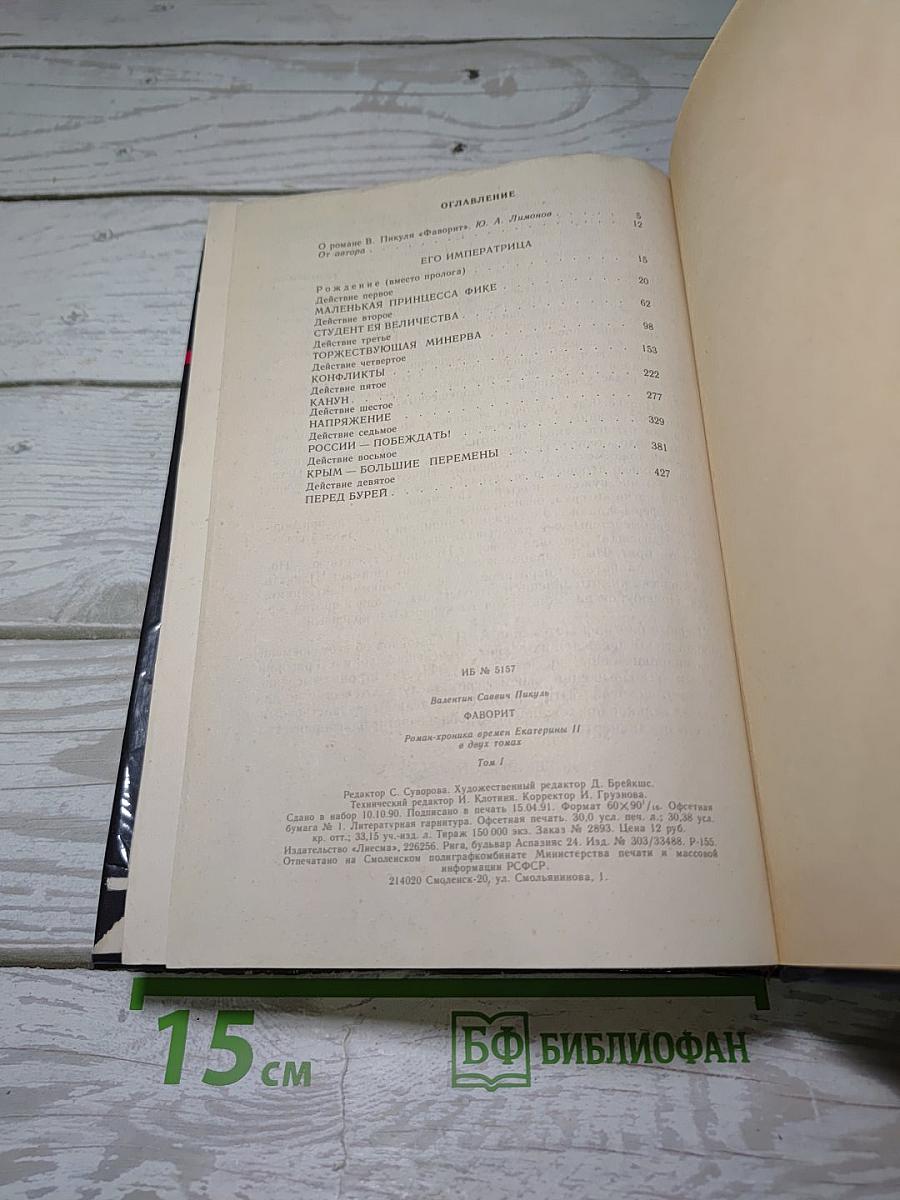 ОГЛАВЛЕНИЕ
О романе В. Пикуля «Фаворит». Ю. А. Лимонов . . . . . . . 5
От автора . . . . . . . . . . 12
ЕГО ИМПЕРАТРИЦА
Рождение (вместо пролога) . . . . . . . . . . 15
Действие первое
МАЛЕНЬКАЯ ПРИНЦЕССА ФИКЕ . . . . . . . . . . 20
Действие второе
СТУДЕНТ ЕЯ ВЕЛИЧЕСТВА . . . . . . . . . . 62
Действие третье
ТОРЖЕСТВУЮЩАЯ МИНЕРВА . . . . . . . . . . 98
Действие четвертое
КОНФЛИКТЫ . . . . . . . . . . 153
Действие пятое
КАНУН . . . . . . . . . . 222
Действие шестое
НАПРЯЖЕНИЕ . . . . . . . . . . 277
Действие седьмое
РОССИИ — ПОБЕЖДАТЬ! . . . . . . . . . . 329
Действие восьмое
КРЫМ — БОЛЬШИЕ ПЕРЕМЕНЫ . . . . . . . . . . 381
Действие девятое
ПЕРЕД БУРЕЙ . . . . . . . . . . 427
ИБ № 5157
Валентин Саввич Пикуль
ФАВОРИТ
Роман-хроника времен Екатерины II
в двух томах
Том I
Редактор С. Суворова. Художественный редактор Д. Брейкшс.
Технический редактор И. Клотиня. Корректор И. Грузнова.
Сдано в набор 10.10.90. Подписано в печать 15.04.91. Формат 60×90¹/₁₆. Офсетная
бумага № 1. Литературная гарнитура. Офсетная печать. 30,0 усл. печ. л.; 30,38 усл.
кр. отт.; 33,15 уч.-изд. л. Тираж 150 000 экз. Заказ № 2893. Цена 12 руб.
Издательство «Лиесма», 226256. Рига, бульвар Аспазияс 24. Изд. № 303/33488. Р-155.
Отпечатано на Смоленском полиграфкомбинате Министерства печати и массовой
информации РСФСР.
214020 Смоленск-20, ул. Смольянинова, 1.
15 см
БФ БИБЛИОФАН